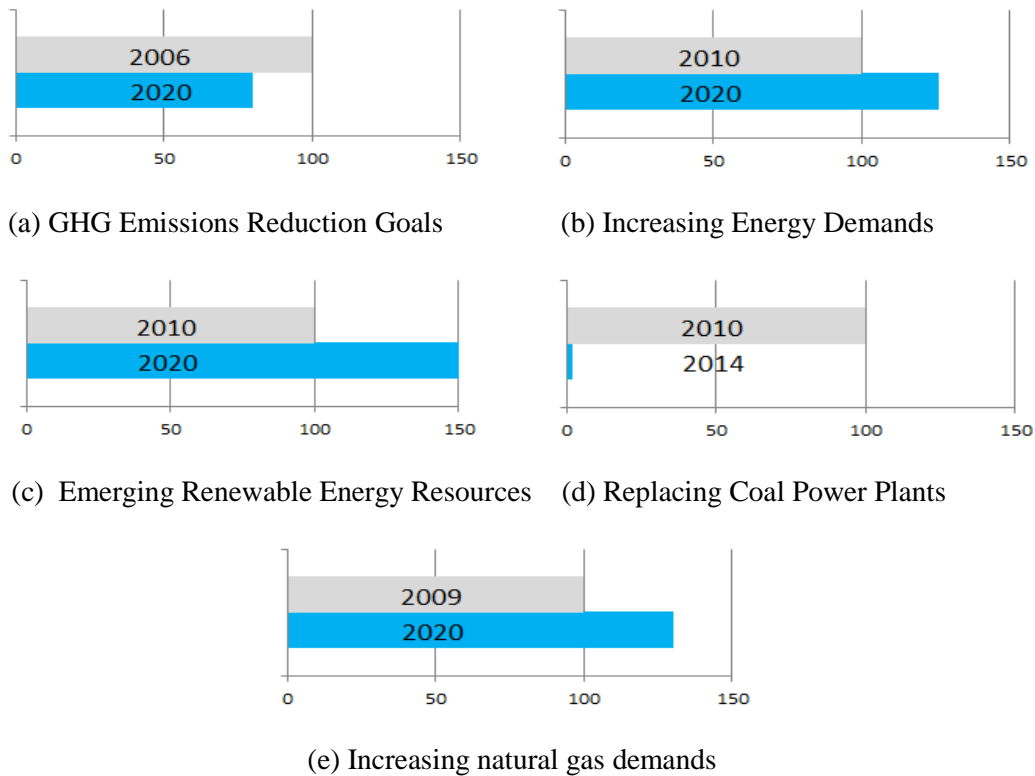 2006
2020
0 50 100 150
(a) GHG Emissions Reduction Goals
2010
2020
0 50 100 150
(b) Increasing Energy Demands
2010
2020
0 50 100 150
(c) Emerging Renewable Energy Resources
2010
2014
0 50 100 150
(d) Replacing Coal Power Plants
2009
2020
0 50 100 150
(e) Increasing natural gas demands